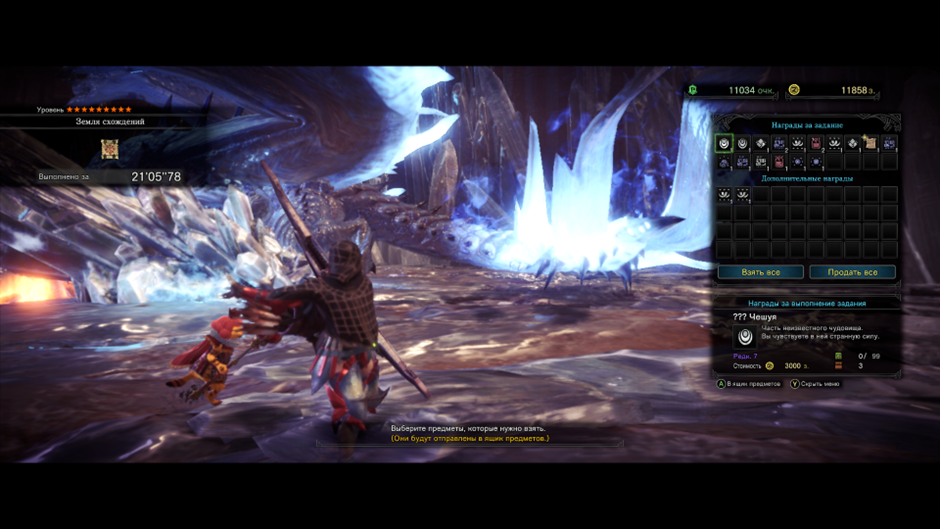 Уровень
Земля схождений
Выполнено за 21'05"78
11034 очк.
11858 з.
Награды за задание
Дополнительные награды
Взять все
Продать все
Награды за выполнение задания
??? Чешуя
Часть неизвестного чудовища.
Вы чувствуете в ней странную силу.
Редк. 7
0/ 99
Стоимость 3000 з.
3
A В ящик предметов Y Скрыть меню
Выберите предметы, которые нужно взять.
(Они будут отправлены в ящик предметов.)